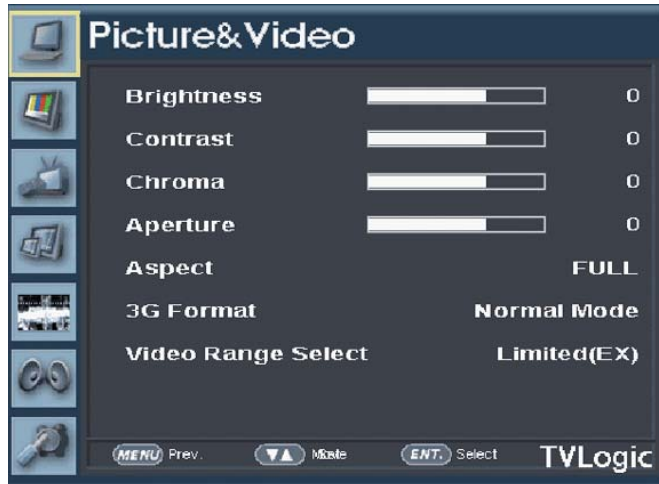 Picture&Video
Brightness 0
Contrast 0
Chroma 0
Aperture 0
Aspect FULL
3G Format Normal Mode
Video Range Select Limited(EX)
MENU Prev. ▼▲ ENT. Select TVLogic